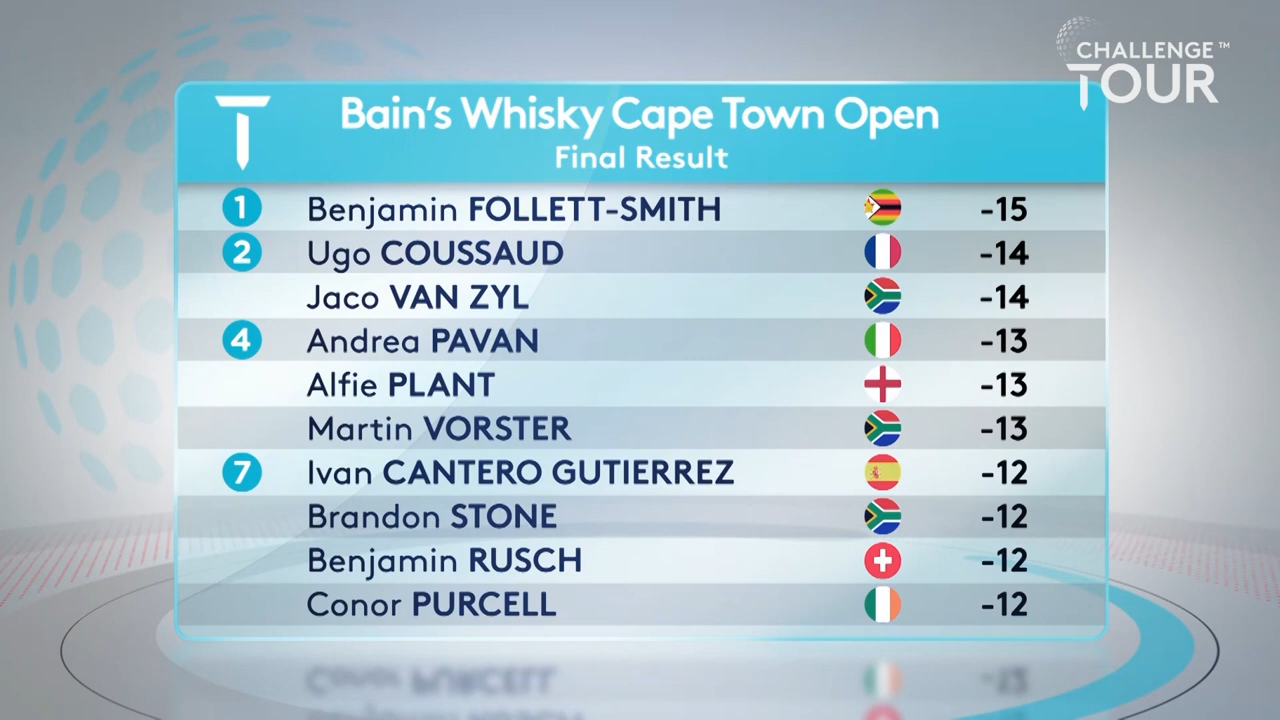 CHALLENGE™
TOUR
Bain's Whisky Cape Town Open
Final Result
1 Benjamin FOLLETT-SMITH -15
2 Ugo COUSSAUD -14
Jaco VAN ZYL -14
4 Andrea PAVAN -13
Alfie PLANT -13
Martin VORSTER -13
7 Ivan CANTERO GUTIERREZ -12
Brandon STONE -12
Benjamin RUSCH -12
Conor PURCELL -12